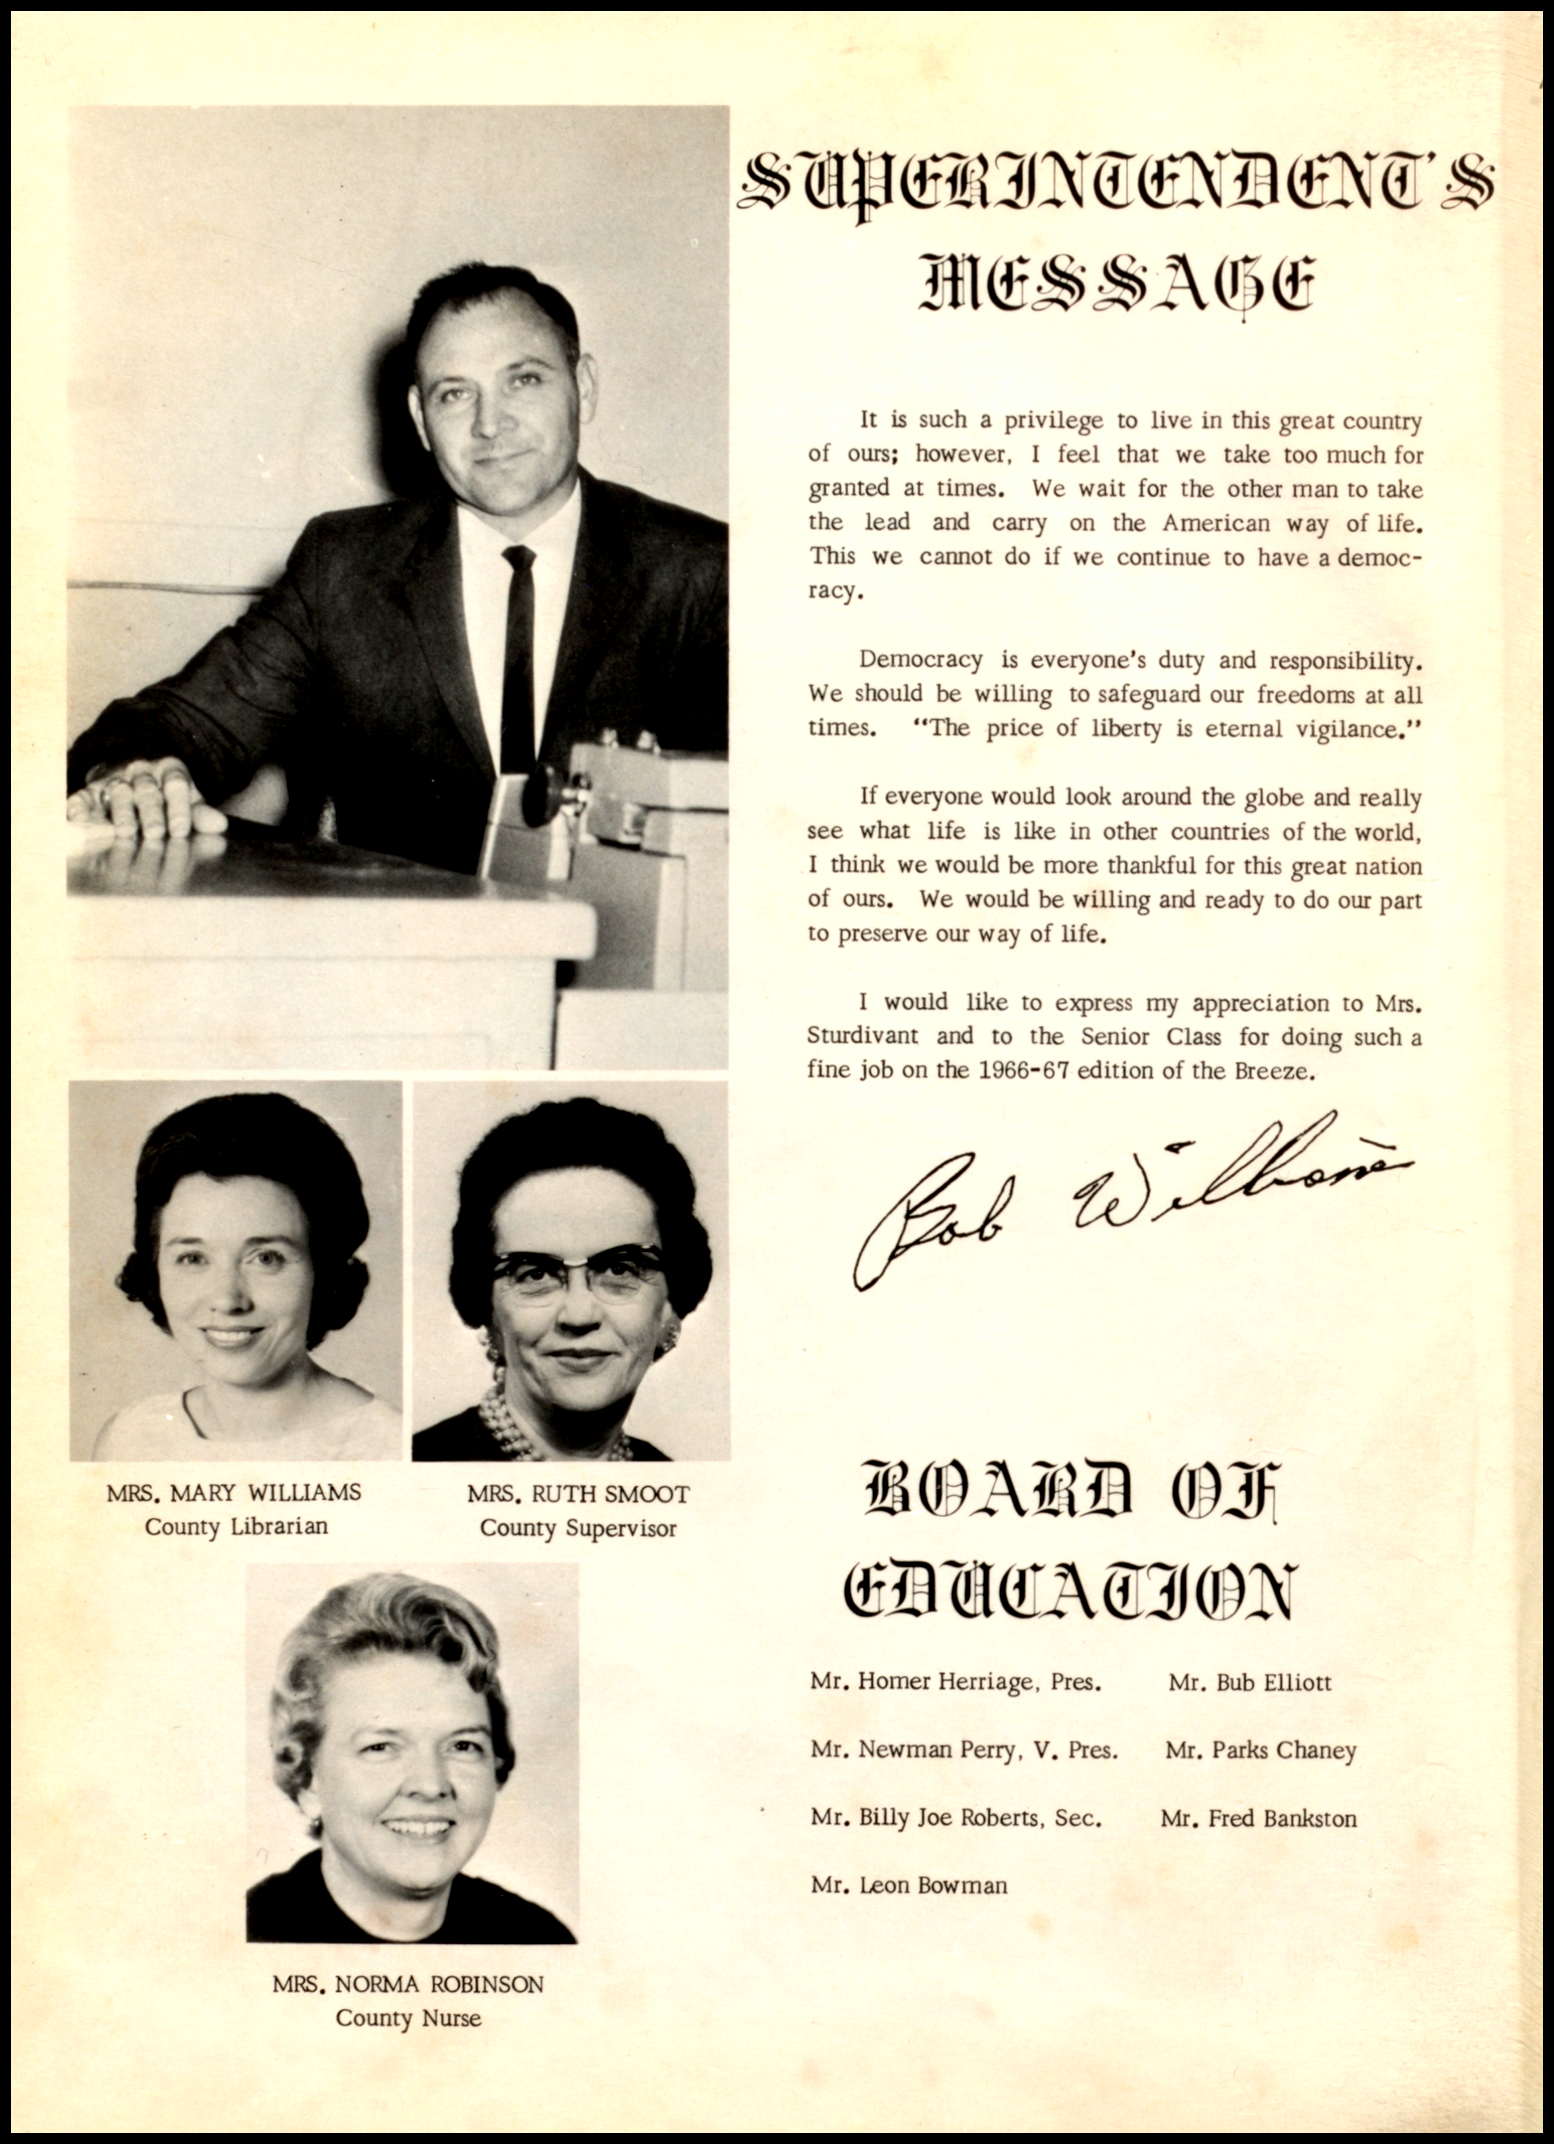 SUPERINTENDENT'S
MESSAGE
It is such a privilege to live in this great country
of ours; however, I feel that we take too much for
granted at times. We wait for the other man to take
the lead and carry on the American way of life.
This we cannot do if we continue to have a democ-
racy.
Democracy is everyone's duty and responsibility.
We should be willing to safeguard our freedoms at all
times. "The price of liberty is eternal vigilance."
If everyone would look around the globe and really
see what life is like in other countries of the world,
I think we would be more thankful for this great nation
of ours. We would be willing and ready to do our part
to preserve our way of life.
I would like to express my appreciation to Mrs.
Sturdivant and to the Senior Class for doing such a
fine job on the 1966-67 edition of the Breeze.
Bob Williams
MRS. MARY WILLIAMS
County Librarian
MRS. RUTH SMOOT
County Supervisor
MRS. NORMA ROBINSON
County Nurse
BOARD OF
EDUCATION
Mr. Homer Herriage, Pres. Mr. Bub Elliott
Mr. Newman Perry, V. Pres. Mr. Parks Chaney
Mr. Billy Joe Roberts, Sec. Mr. Fred Bankston
Mr. Leon Bowman